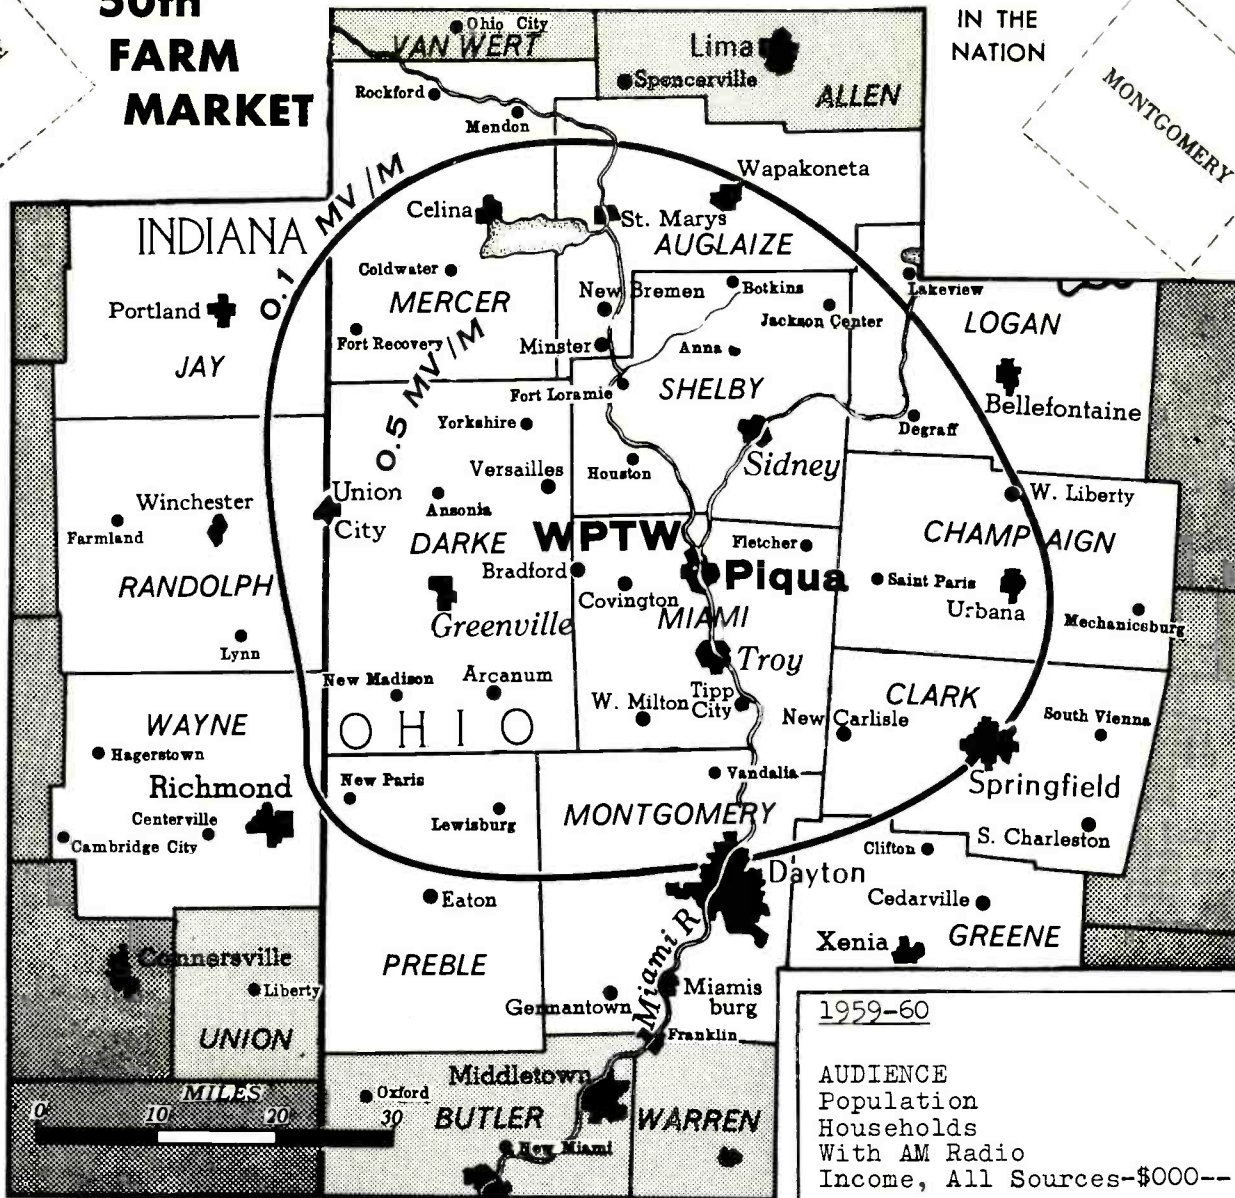 50th
FARM
MARKET
IN THE
NATION
MONTGOMERY
Ohio City
VAN WERT
Lima
Spencerville
ALLEN
Rockford
Mendon
Wapakoneta
0.1 MV/M
Celina
St. Marys
INDIANA
AUGLAIZE
Coldwater
New Bremen
Botkins
Lakeview
MERCER
Portland
Jackson Center
LOGAN
Fort Recovery
Minster
Anna
JAY
0.5 MV/M
SHELBY
Fort Loramie
Bellefontaine
Yorkshire
Degraff
Versailles
Houston
Sidney
Winchester
Union
City
Ansonia
W. Liberty
Farmland
DARKE
WPTW
Fletcher
CHAMPAIGN
Bradford
Piqua
Saint Paris
RANDOLPH
Covington
MIAMI
Urbana
Mechanicsburg
Greenville
Lynn
Troy
New Madison
Arcanum
CLARK
W. Milton
Tipp
City
New Carlisle
South Vienna
WAYNE
OHIO
Hagerstown
New Paris
Vandalia
Richmond
Springfield
Centerville
Lewisburg
MONTGOMERY
Cambridge City
Clifton
S. Charleston
Dayton
Eaton
Cedarville
Xenia
GREENE
Connersville
PREBLE
Miami R
Liberty
Germantown
Miamis
burg
UNION
Franklin
1959-60
Middletown
AUDIENCE
MILES
Oxford
Population
0 10 20 30
BUTLER
WARREN
Households
New Miami
With AM Radio
Income, All Sources-$000--